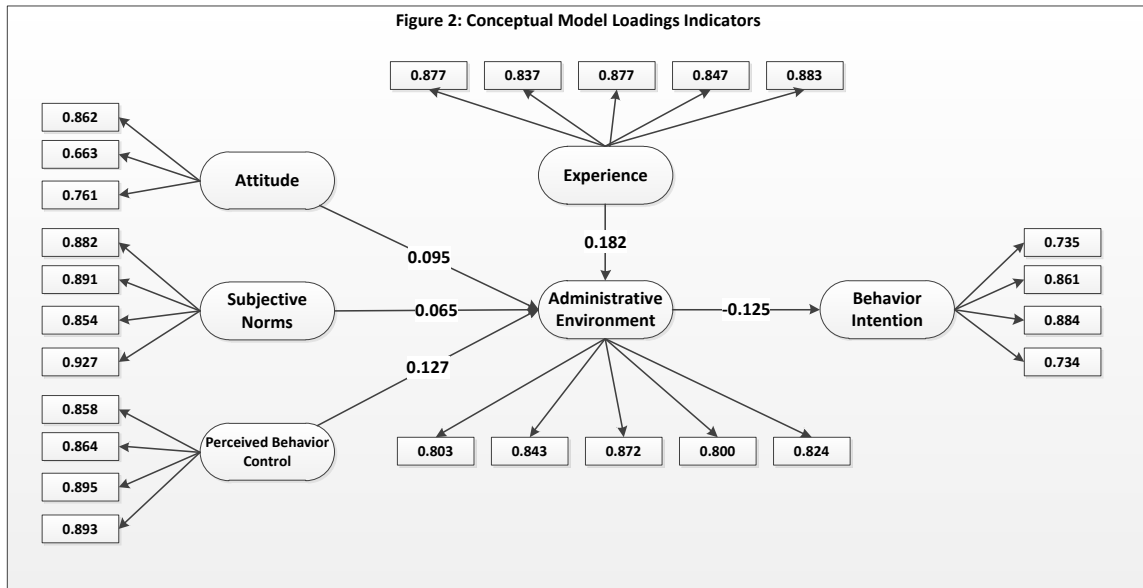 Figure 2: Conceptual Model Loadings Indicators
0.877
0.837
0.877
0.847
0.883
Experience
0.182
0.862
0.663
0.761
Attitude
0.095
0.882
0.891
0.854
0.927
Subjective
Norms
0.065
0.858
0.864
0.895
0.893
Perceived Behavior
Control
0.127
Administrative
Environment
0.803
0.843
0.872
0.800
0.824
-0.125
Behavior
Intention
0.735
0.861
0.884
0.734